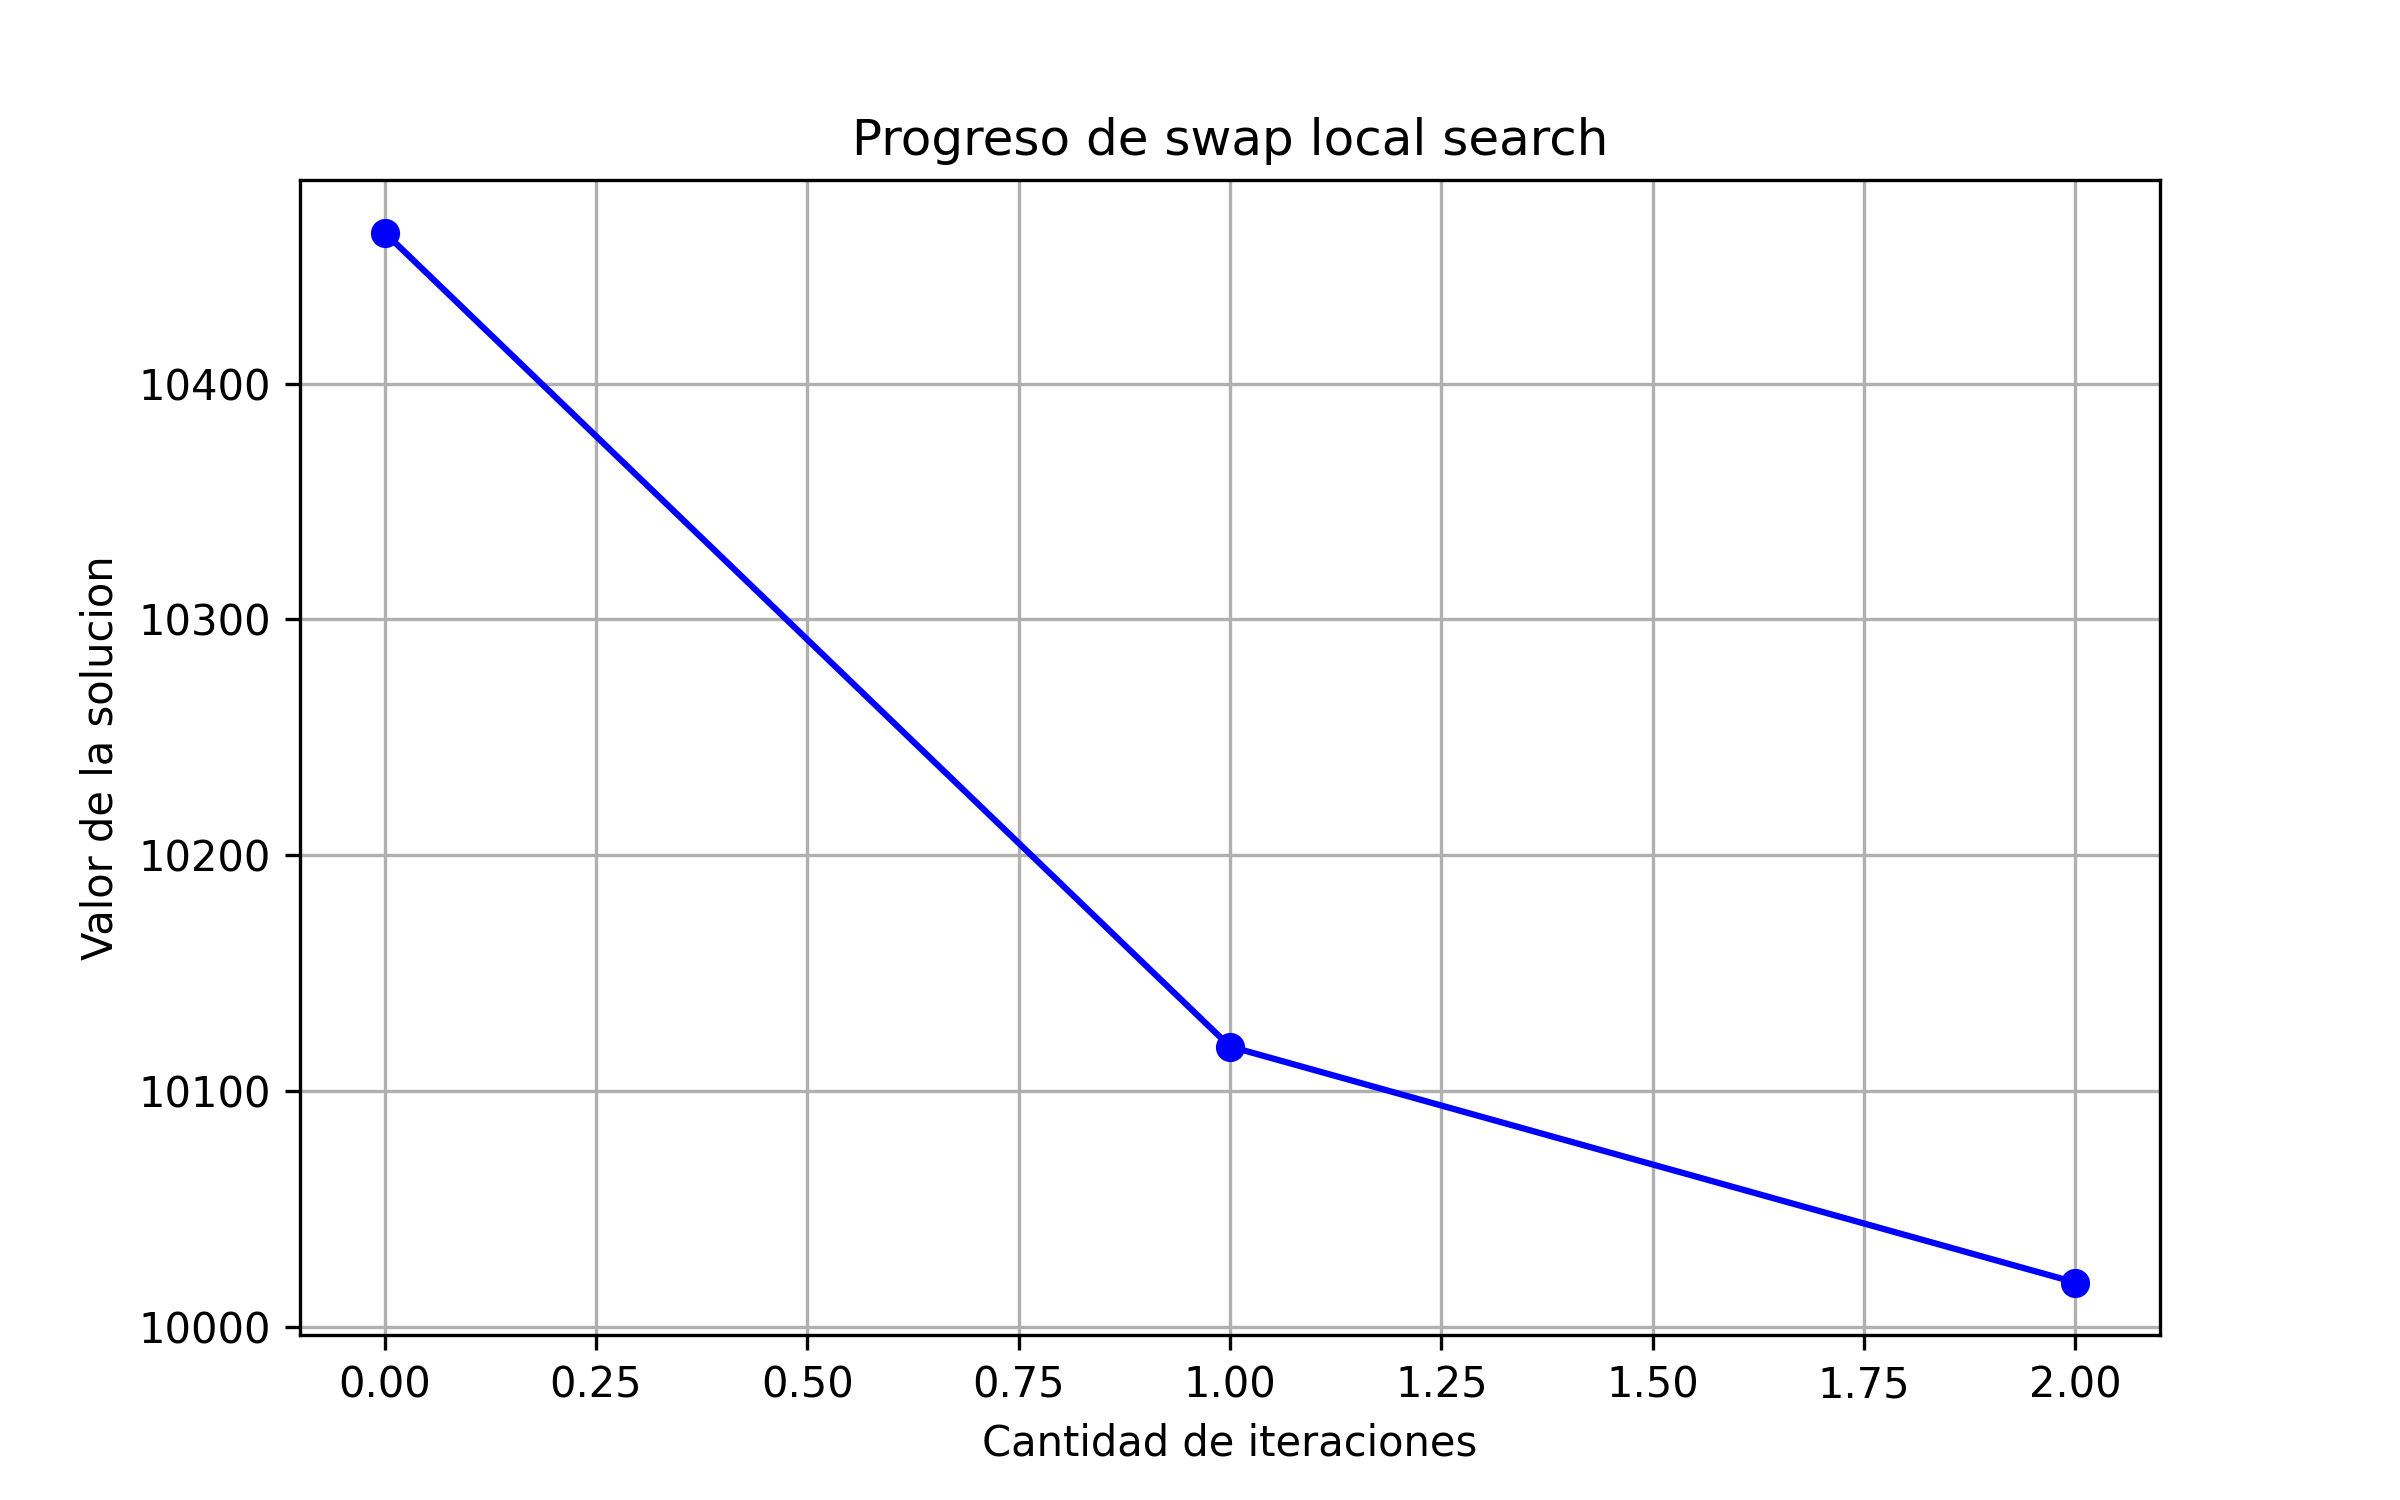 Progreso de swap local search
Valor de la solucion
10400
10300
10200
10100
10000
0.00 0.25 0.50 0.75 1.00 1.25 1.50 1.75 2.00
Cantidad de iteraciones